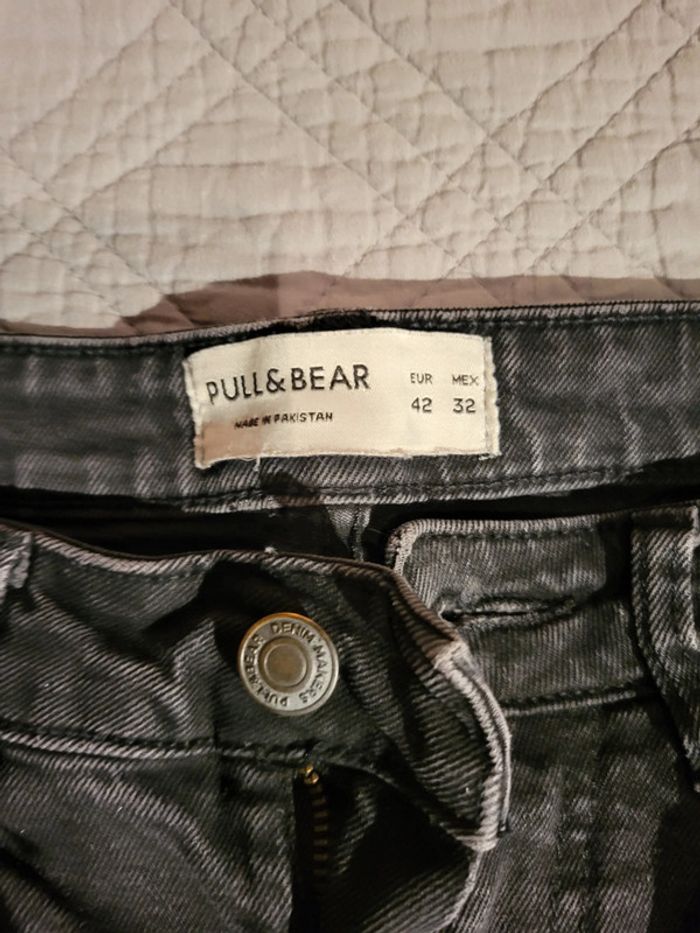 PULL&BEAR
MADE IN PAKISTAN
EUR MEX
42 32
DENIM MAKERS
PULL&BEAR